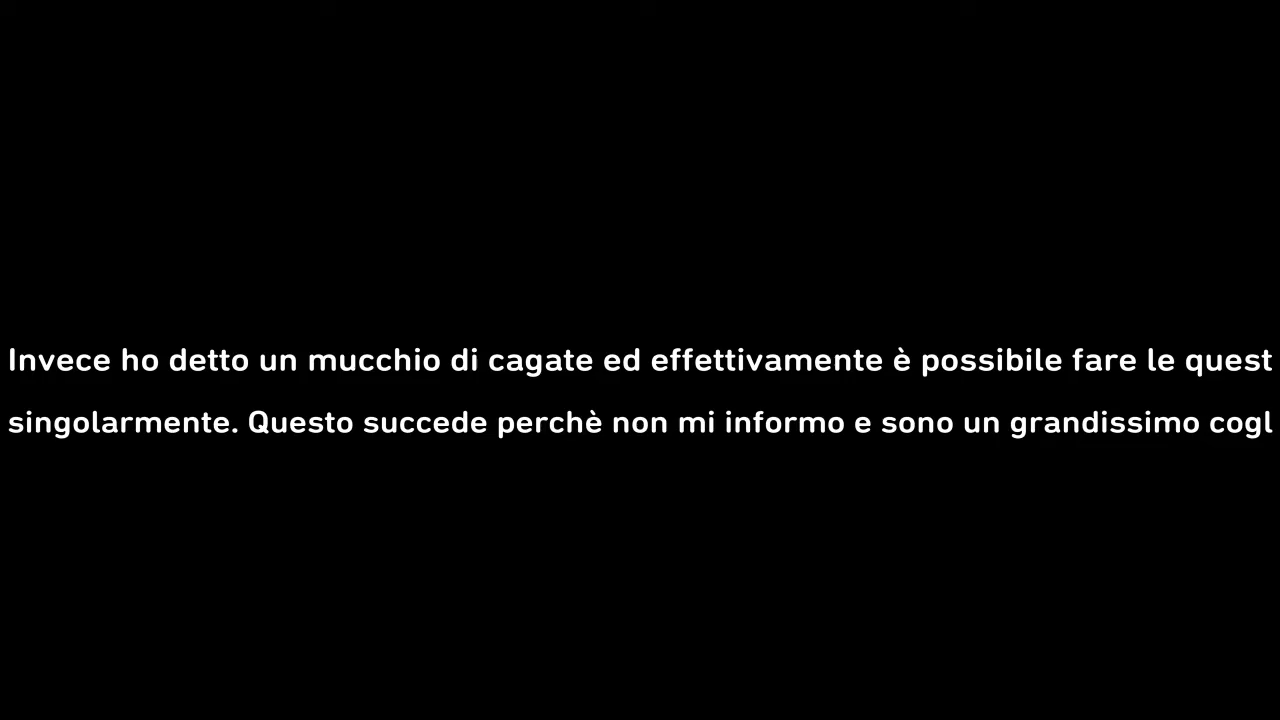 Invece ho detto un mucchio di cagate ed effettivamente è possibile fare le quest
singolarmente. Questo succede perchè non mi informo e sono un grandissimo cogl